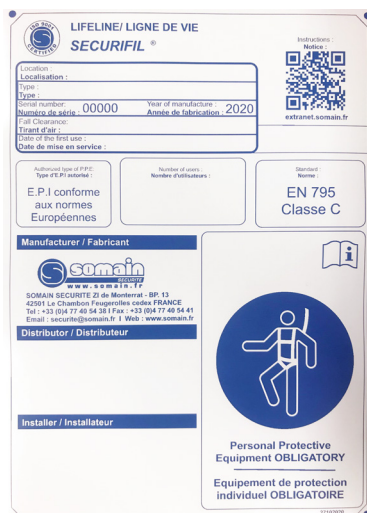 ISO 9001
CERTIFIED
LIFELINE/ LIGNE DE VIE
SECURIFIL ®
Instructions :
Notice :
extranet.somain.fr
Location :
Localisation :
Type :
Type :
Serial number:
Numéro de série : 00000
Year of manufacture :
Année de fabrication : 2020
Fall Clearance:
Tirant d'air :
Date of the first use :
Date de mise en service :
Authorized type of P.P.E:
Type d'E.P.I autorisé :
E.P.I conforme
aux normes
Européennes
Number of users :
Nombre d'utilisateurs :
Standard :
Norme :
EN 795
Classe C
Manufacturer / Fabricant
somain
SECURITE
www.somain.fr
SOMAIN SECURITE ZI de Monterrat - BP. 13
42501 Le Chambon Feugerolles cedex FRANCE
Tel : +33 (0)4 77 40 54 38 I Fax : +33 (0)4 77 40 54 41
Email : securite@somain.fr I Web : www.somain.fr
Distributor / Distributeur
Installer / Installateur
Personal Protective
Equipment OBLIGATORY
Equipement de protection
individuel OBLIGATOIRE